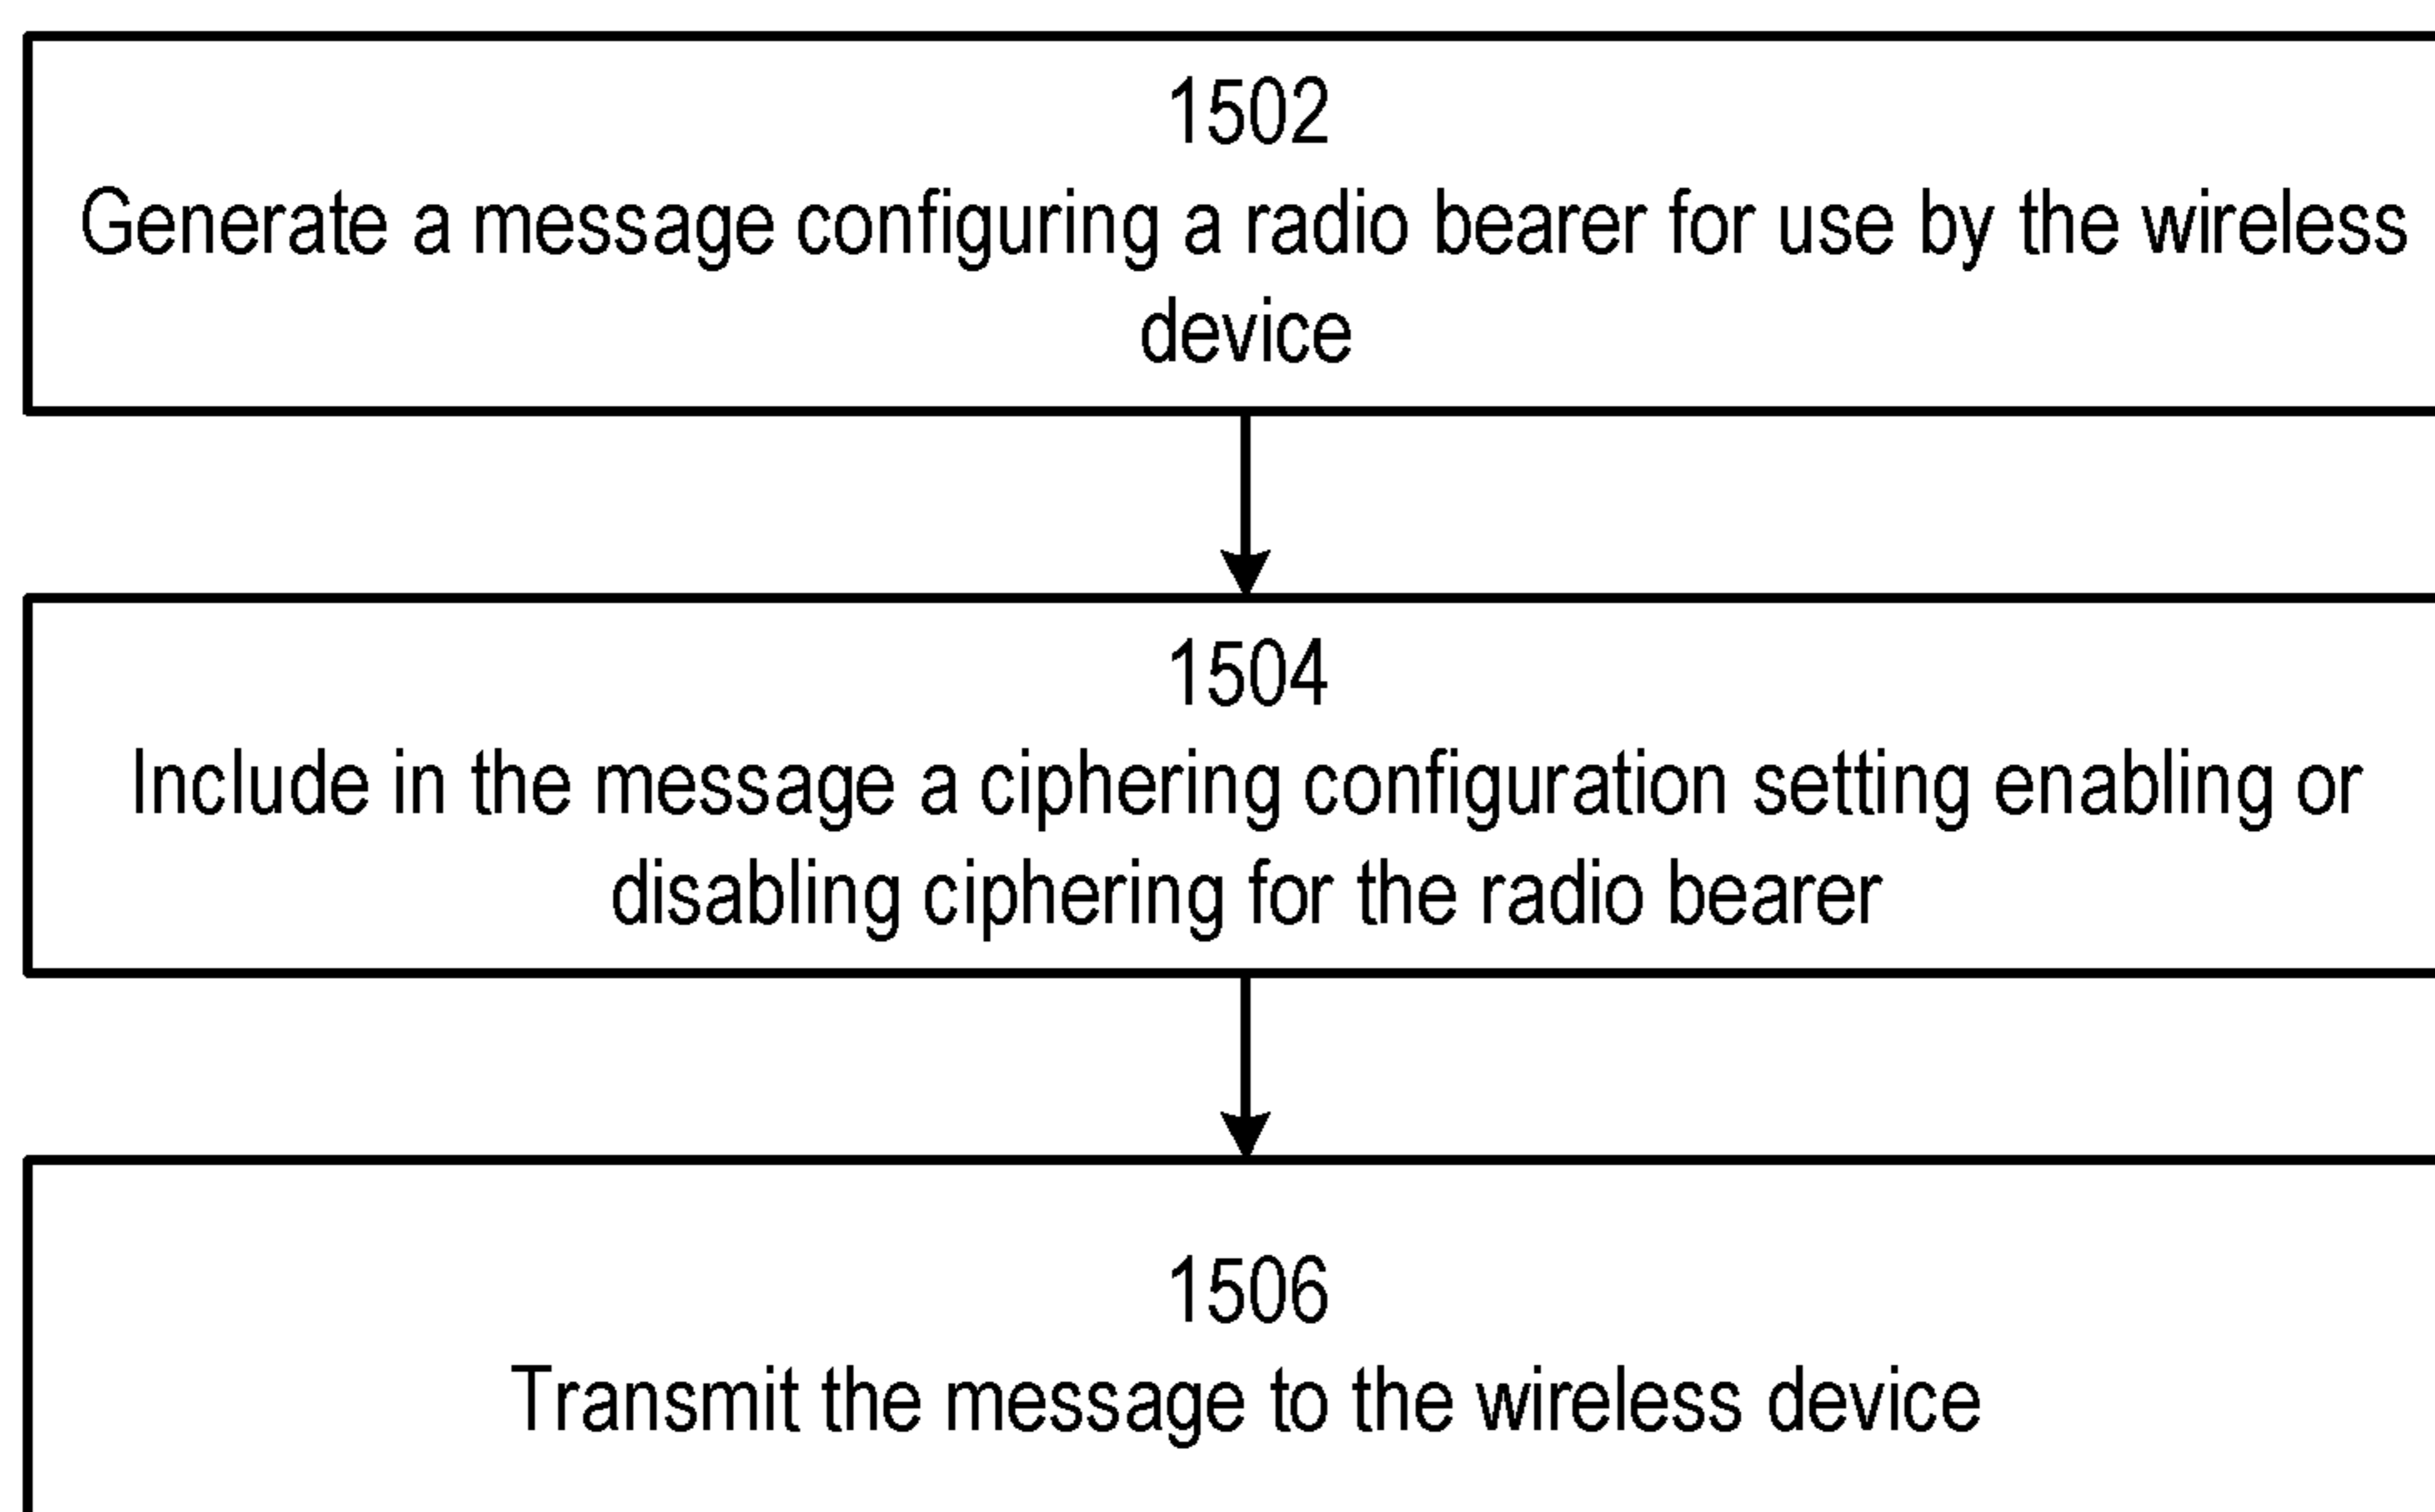 1502
Generate a message configuring a radio bearer for use by the wireless
device
1504
Include in the message a ciphering configuration setting enabling or
disabling ciphering for the radio bearer
1506
Transmit the message to the wireless device